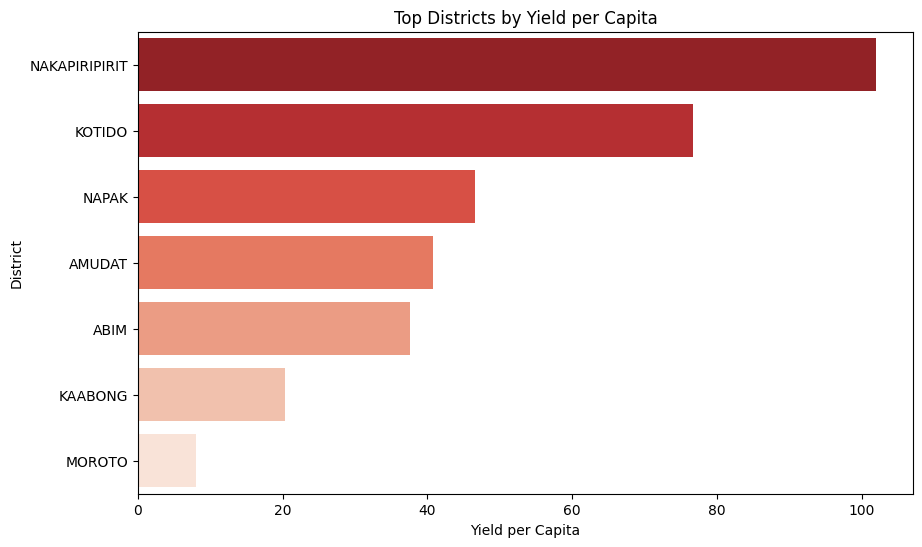 Top Districts by Yield per Capita
NAKAPIRIPIRIT
KOTIDO
NAPAK
AMUDAT
ABIM
KAABONG
MOROTO
District
0 20 40 60 80 100
Yield per Capita